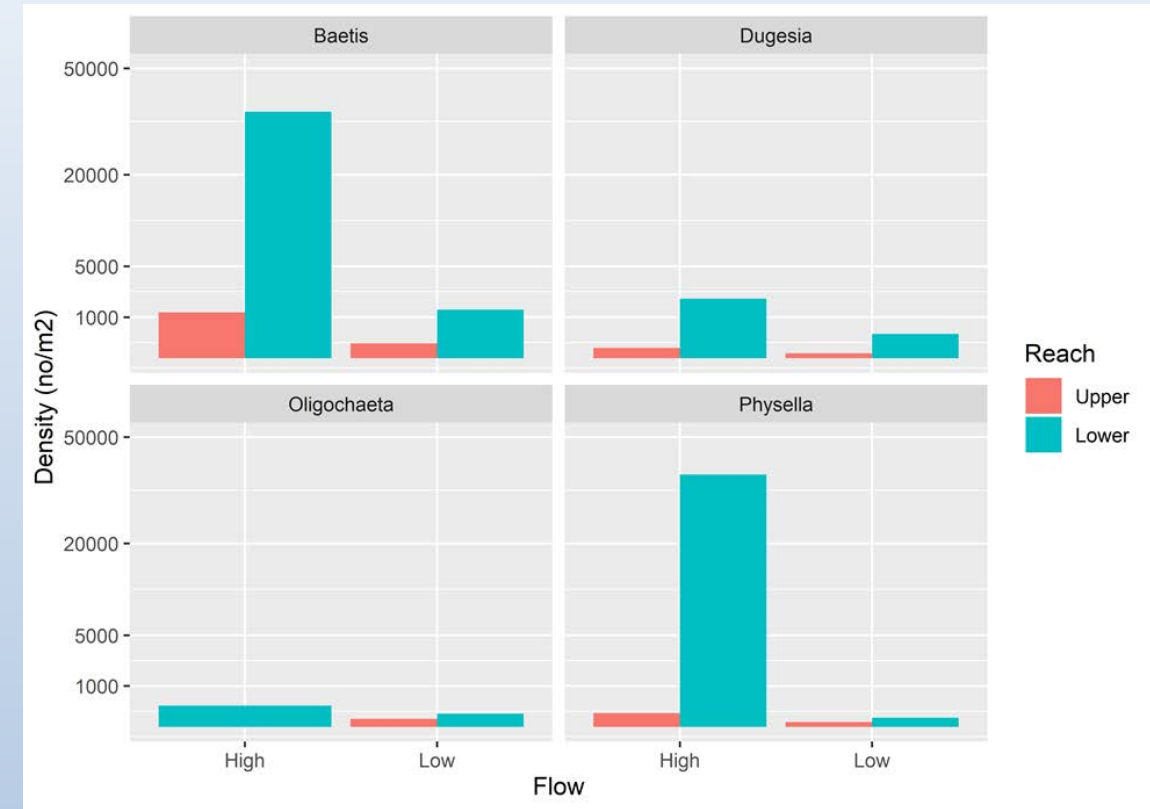 Baetis
Dugesia
50000
20000
5000
1000
Oligochaeta
Physella
50000
20000
5000
1000
Density (no/m2)
High
Low
High
Low
Flow
Reach
Upper
Lower